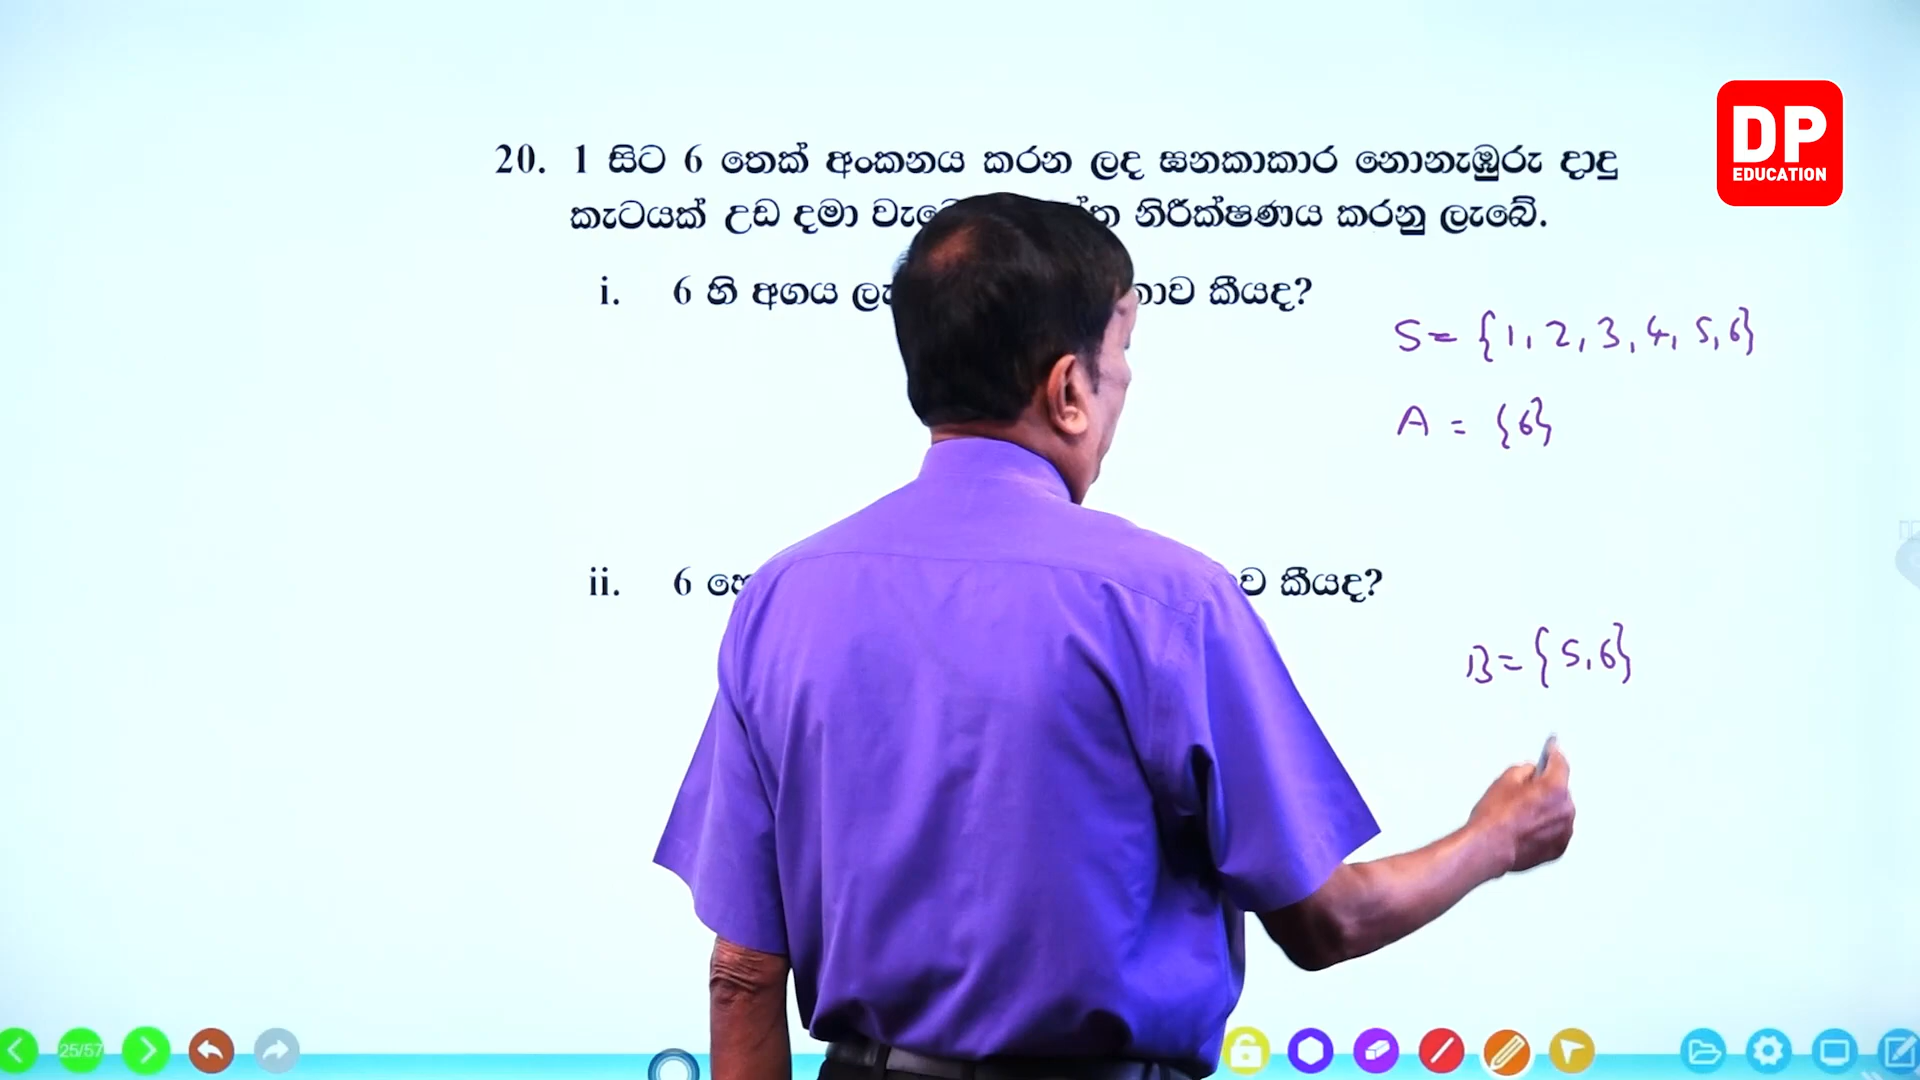 DP
EDUCATION
20. 1 සිට 6 තෙක් අංකනය කරන ලද ඝනකාකාර නොනැඹුරු දාදු
කැටයක් උඩ දමා නිරීක්ෂණය කරනු ලැබේ.
i. 6 හි අගය කීයද?
S = {1, 2, 3, 4, 5, 6}
A = {6}
ii. 6 කීයද?
B = {5, 6}
25/57